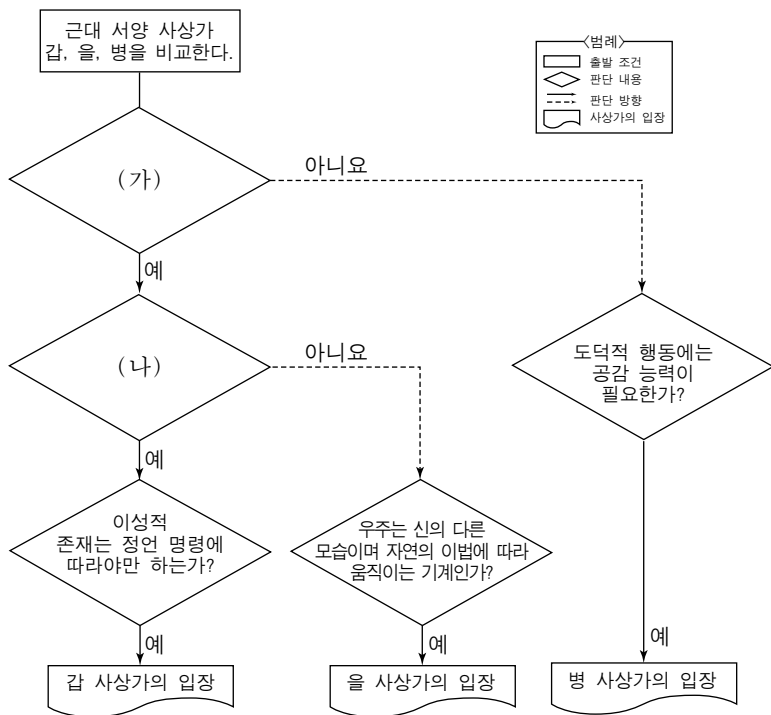 근대 서양 사상가
갑, 을, 병을 비교한다.
〈범례〉
출발 조건
판단 내용
판단 방향
사상가의 입장
(가)
아니요
예
(나)
아니요
도덕적 행동에는
공감 능력이
필요한가?
예
이성적
존재는 정언 명령에
따라야만 하는가?
우주는 신의 다른
모습이며 자연의 이법에 따라
움직이는 기계인가?
예
예
예
갑 사상가의 입장
을 사상가의 입장
병 사상가의 입장